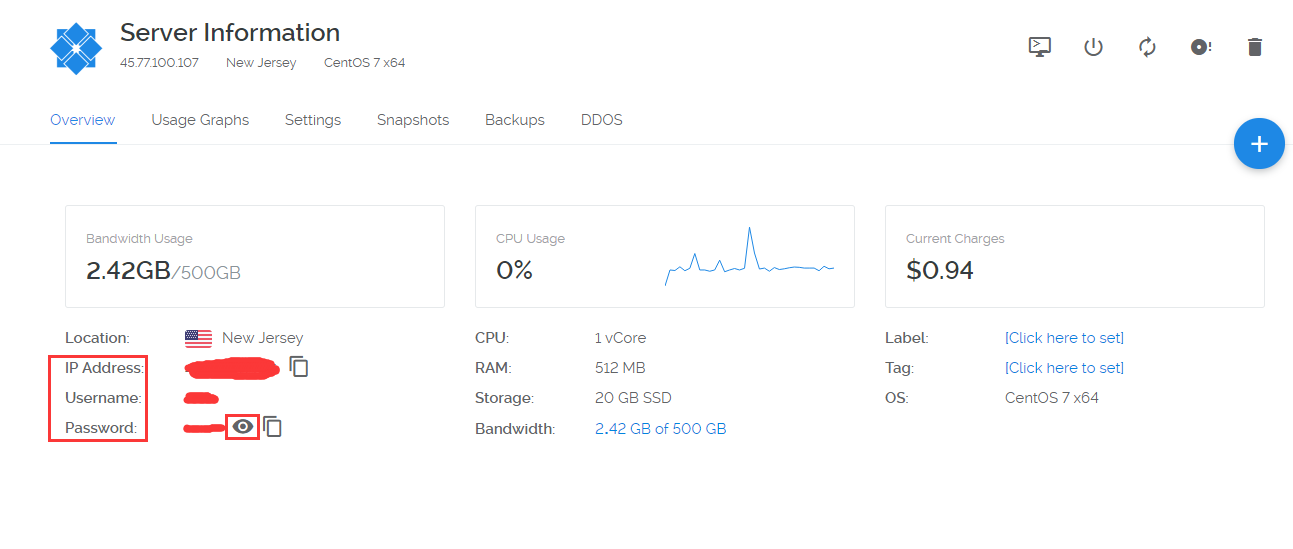 Server Information
45.77.100.107 New Jersey CentOS 7 x64
Overview Usage Graphs Settings Snapshots Backups DDOS
Bandwidth Usage
2.42GB/500GB
CPU Usage
0%
Current Charges
$0.94
Location: New Jersey
IP Address:
Username:
Password:
CPU: 1 vCore
RAM: 512 MB
Storage: 20 GB SSD
Bandwidth: 2.42 GB of 500 GB
Label: [Click here to set]
Tag: [Click here to set]
OS: CentOS 7 x64